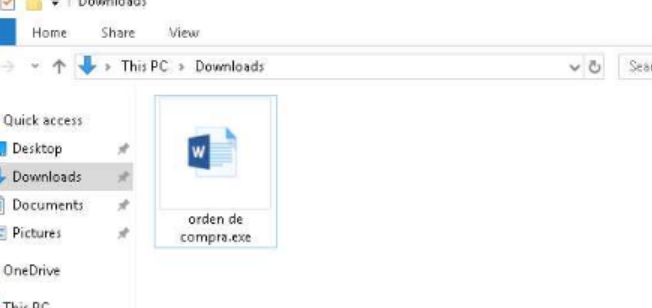 Downloads
Home Share View
This PC > Downloads
Quick access
Desktop
Downloads
Documents
Pictures
OneDrive
This PC
W
orden de
compra.exe